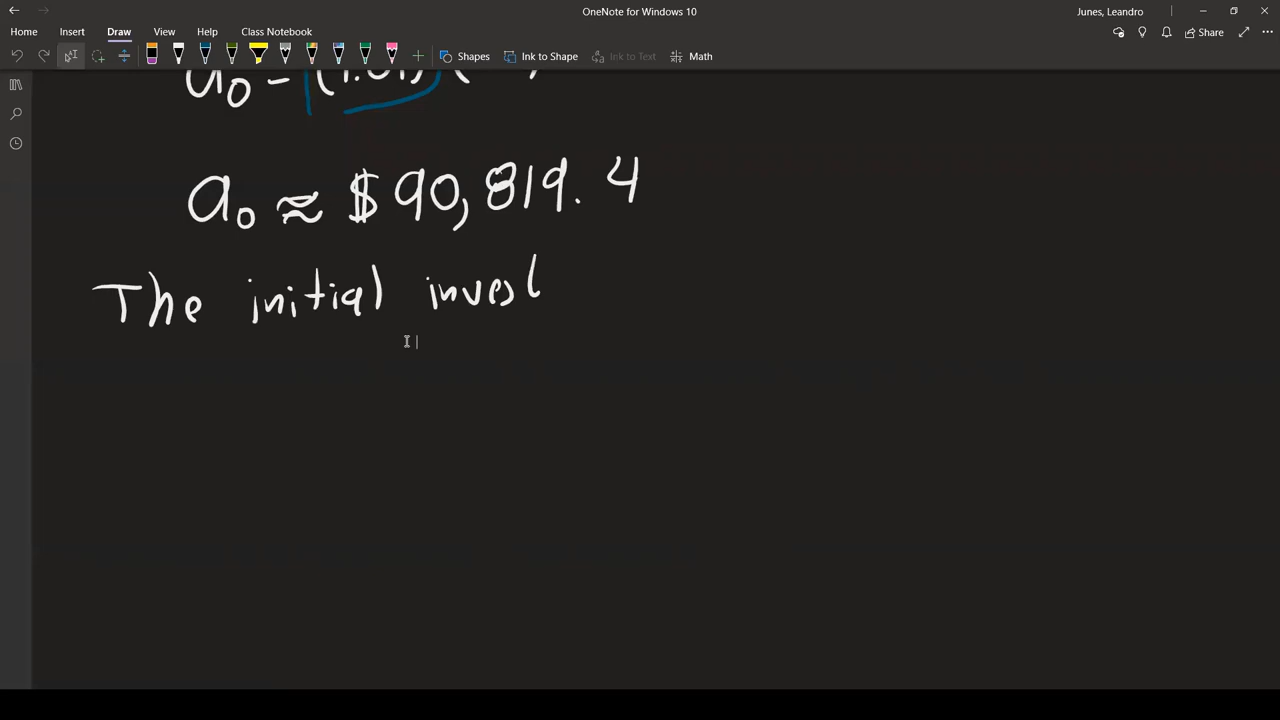 OneNote for Windows 10
Junes, Leandro
Home Insert Draw View Help Class Notebook
Share
Shapes Ink to Shape Ink to Text Math
a0 ≈ $90,819.4
The initial invest